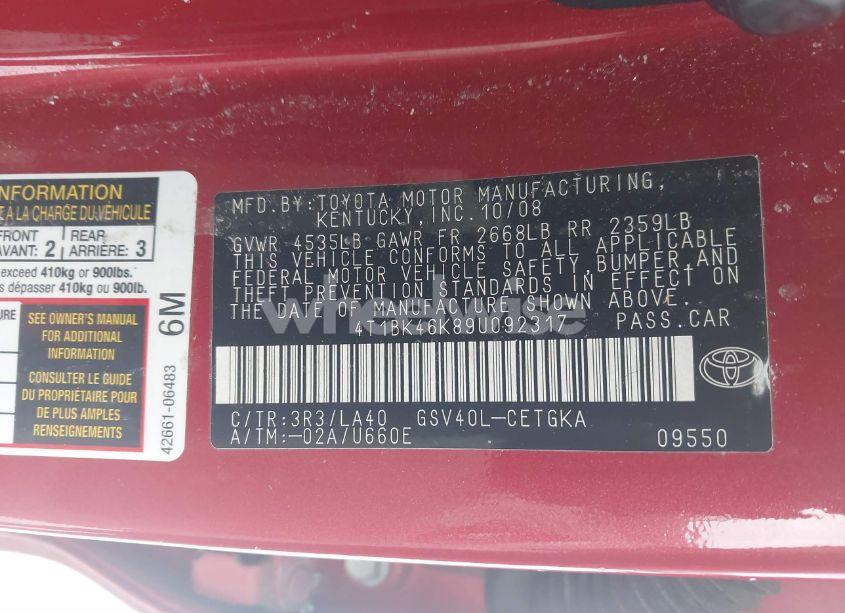 INFORMATION
À LA CHARGE DU VÉHICULE
FRONT
AVANT: 2
REAR
ARRIÈRE: 3
exceed 410kg or 900lbs.
dépasser 410kg ou 900lb.
SEE OWNER'S MANUAL
FOR ADDITIONAL
INFORMATION
CONSULTER LE GUIDE
DU PROPRIÉTAIRE POUR
DE PLUS AMPLES
RENSEIGNEMENTS
6M
42661-06483
MFD.BY:TOYOTA MOTOR MANUFACTURING,
KENTUCKY, INC. 10/08
GVWR 4535LB GAWR FR 2668LB RR 2359LB
THIS VEHICLE CONFORMS TO ALL APPLICABLE
FEDERAL MOTOR VEHICLE SAFETY, BUMPER, AND
THEFT PREVENTION STANDARDS IN EFFECT ON
THE DATE OF MANUFACTURE SHOWN ABOVE.
4T1BK46K89U092317 PASS.CAR
C/TR:3R3/LA40 GSV40L-CETGKA
A/TM:-02A/U660E
09550
TOYOTA